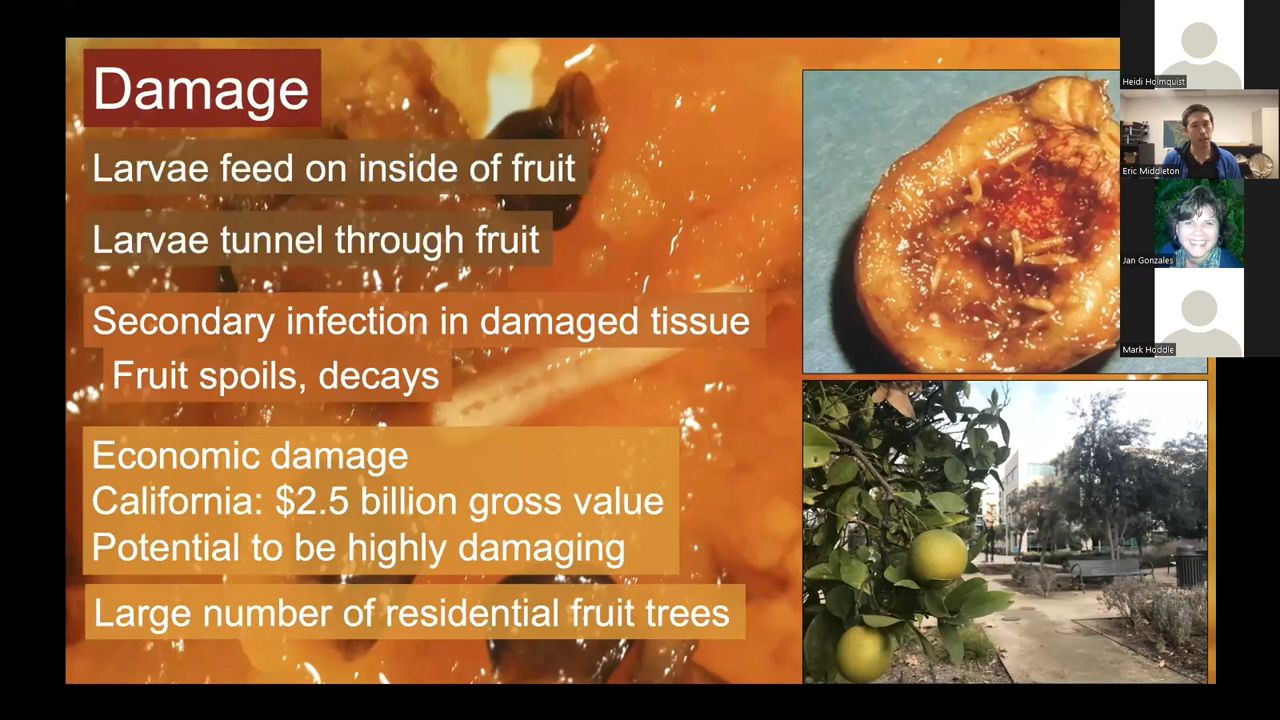 Damage
Larvae feed on inside of fruit
Larvae tunnel through fruit
Secondary infection in damaged tissue
Fruit spoils, decays
Economic damage
California: $2.5 billion gross value
Potential to be highly damaging
Large number of residential fruit trees
Heidi Holmquist
Eric Middleton
Jan Gonzales
Mark Hoddle